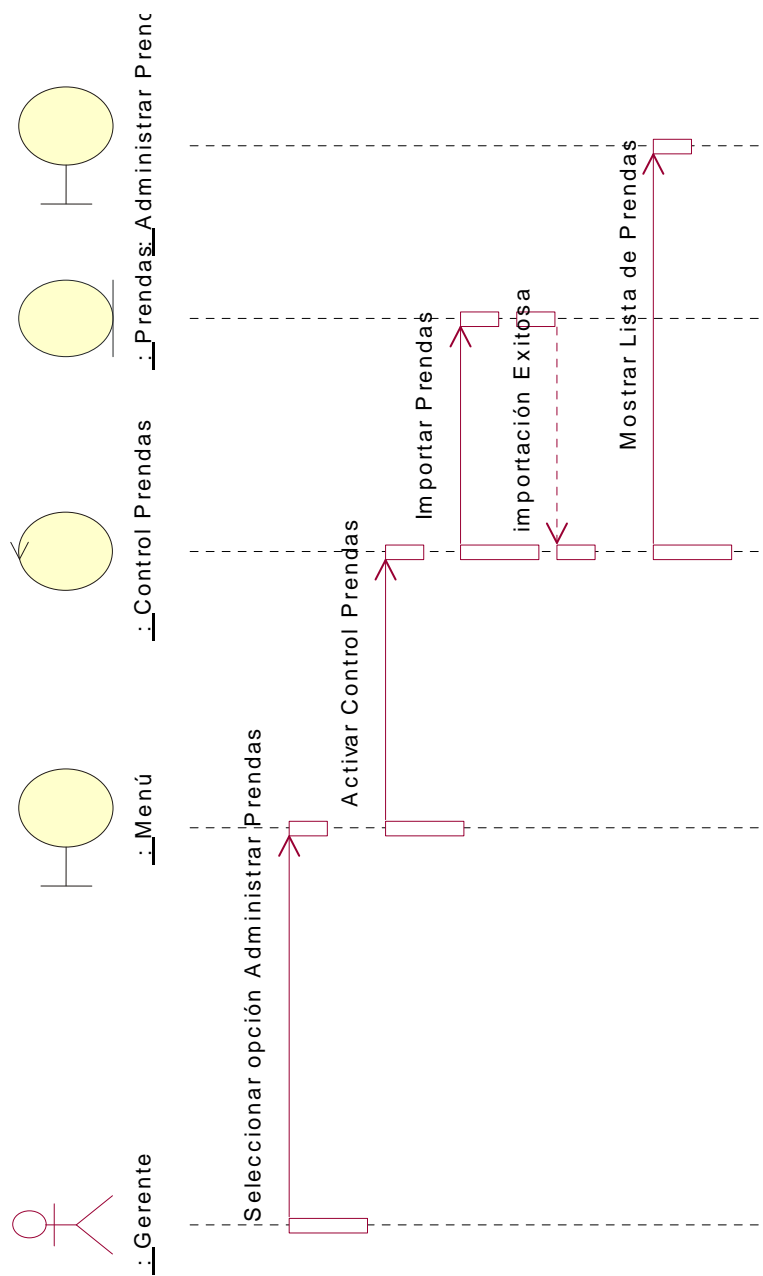 : Gerente
: Menú
: Control Prendas
: Prendas
: Administrar Prend
Seleccionar opción Administrar Prendas
Activar Control Prendas
Importar Prendas
importación Exitosa
Mostrar Lista de Prendas